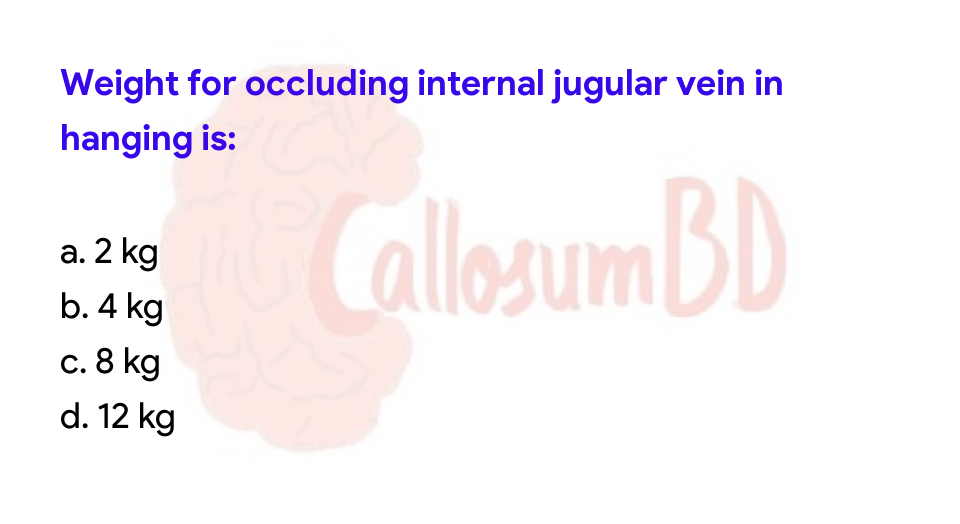 Weight for occluding internal jugular vein in
hanging is:
CallosumBD
a. 2 kg
b. 4 kg
c. 8 kg
d. 12 kg